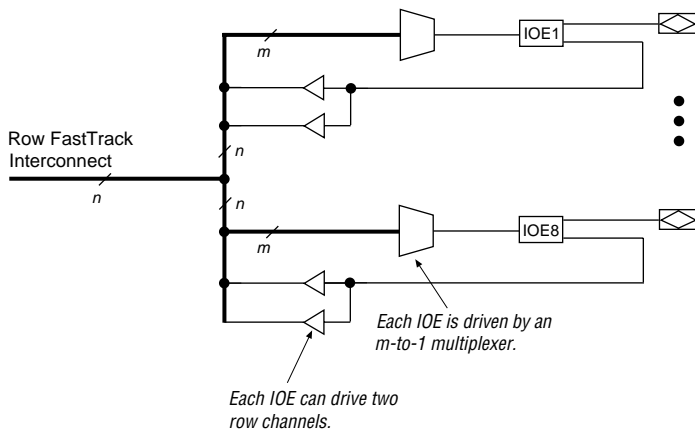 m
IOE1
n
Row FastTrack
Interconnect
n
n
m
IOE8
Each IOE is driven by an
m-to-1 multiplexer.
Each IOE can drive two
row channels.